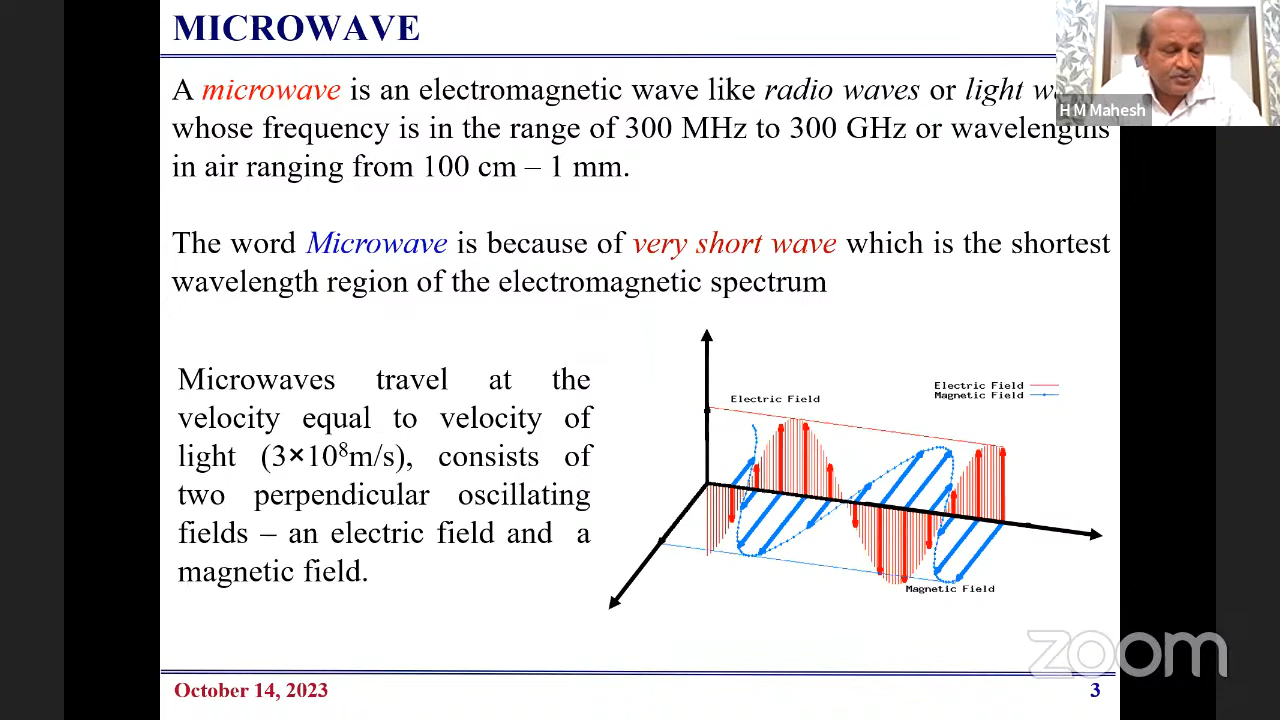 MICROWAVE
A microwave is an electromagnetic wave like radio waves or light
whose frequency is in the range of 300 MHz to 300 GHz or wavelengths
in air ranging from 100 cm – 1 mm.
H M Mahesh
The word Microwave is because of very short wave which is the shortest
wavelength region of the electromagnetic spectrum
Microwaves travel at the
velocity equal to velocity of
light (3×10⁸m/s), consists of
two perpendicular oscillating
fields – an electric field and a
magnetic field.
Electric Field
Electric Field
Magnetic Field
Magnetic Field
zoom
October 14, 2023
3